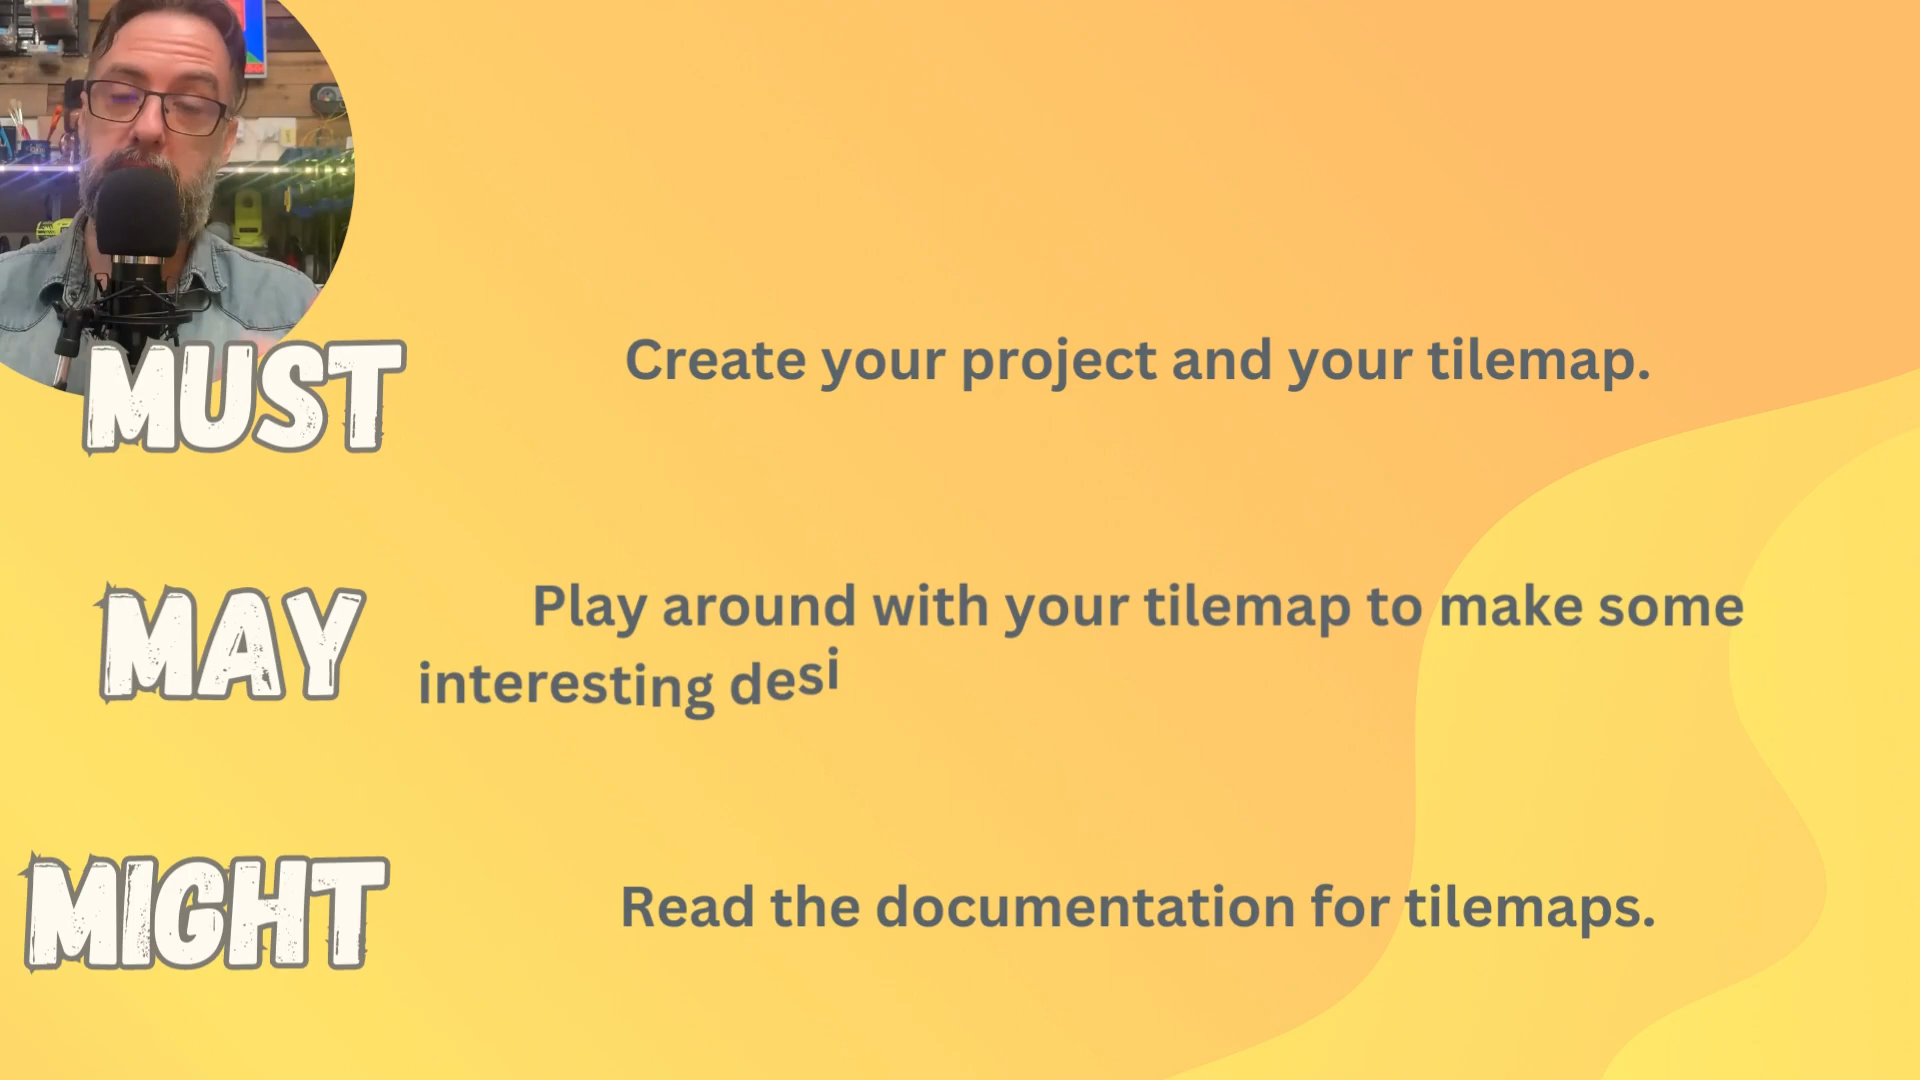 MUST
Create your project and your tilemap.
MAY
Play around with your tilemap to make some
interesting desi
MIGHT
Read the documentation for tilemaps.